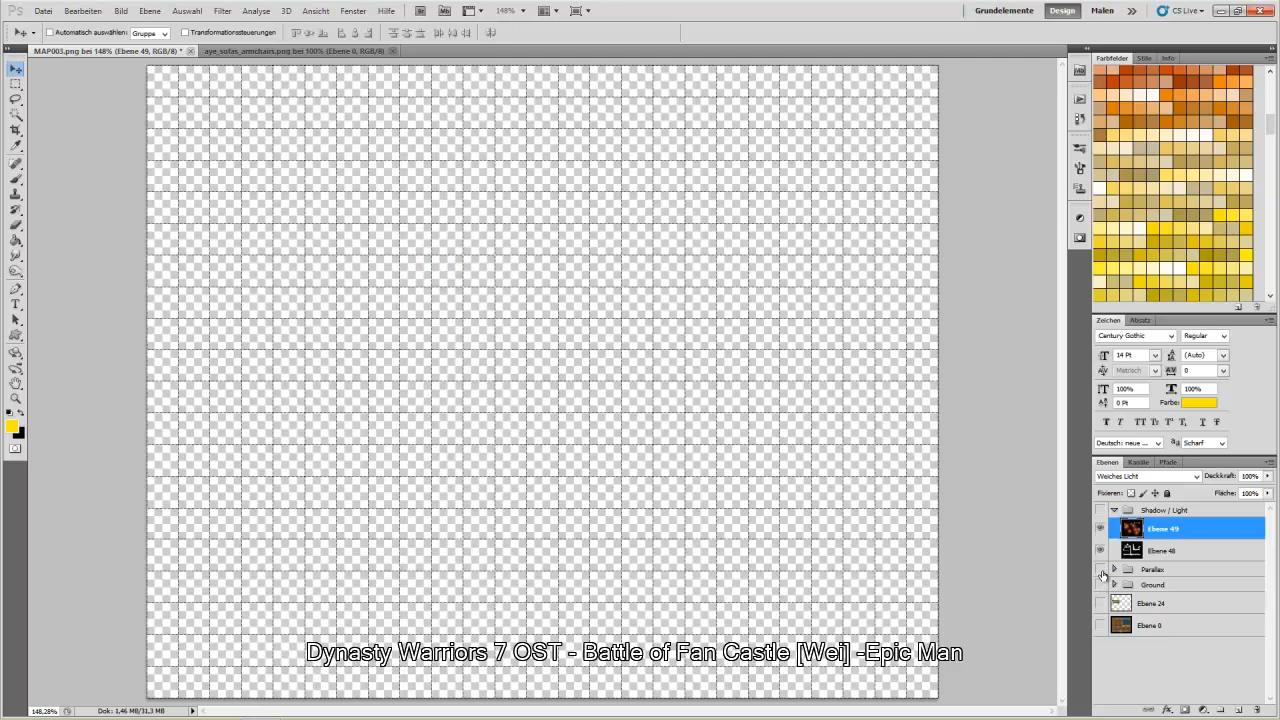 Ps Datei Bearbeiten Bild Ebene Auswahl Filter Analyse 3D Ansicht Fenster Hilfe Br Mb 148% Grundelemente Design Malen CS Live
Automatisch auswählen: Gruppe Transformationssteuerungen
MAP003.png bei 148% (Ebene 49, RGB/8) * aye_sofas_armchairs.png bei 100% (Ebene 0, RGB/8)
Farbfelder Stile Info
Mb
Zeichen Absatz
Century Gothic Regular
14 Pt (Auto)
Metrisch 0
100% 100%
0 Pt Farbe:
Deutsch: neue ... Scharf
Ebenen Kanäle Pfade
Weiches Licht Deckkraft: 100%
Fixieren: Fläche: 100%
Shadow / Light
Ebene 49
Ebene 48
Parallax
Ground
Ebene 24
Ebene 0
Dynasty Warriors 7 OST - Battle of Fan Castle [Wei] -Epic Man
148,28% Dok: 1,46 MB/31,3 MB